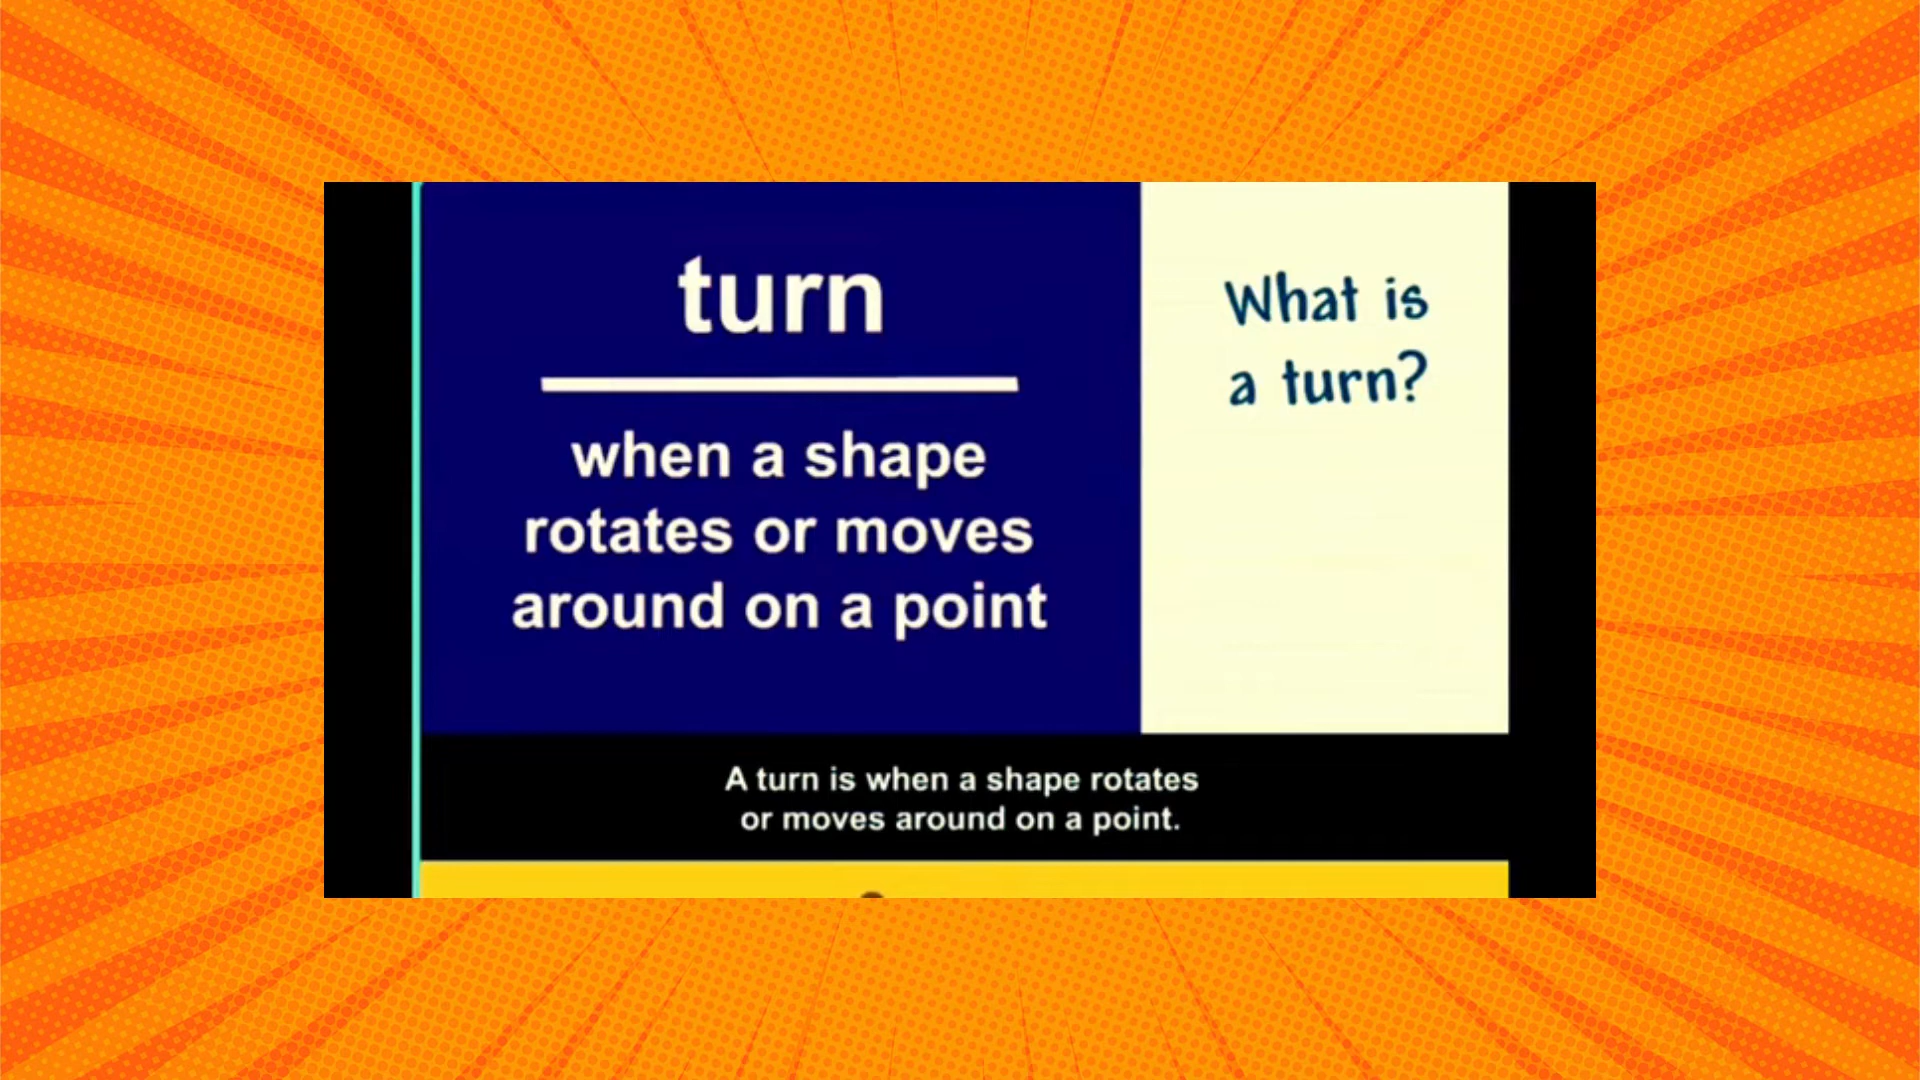 turn
when a shape
rotates or moves
around on a point
What is
a turn?
A turn is when a shape rotates
or moves around on a point.